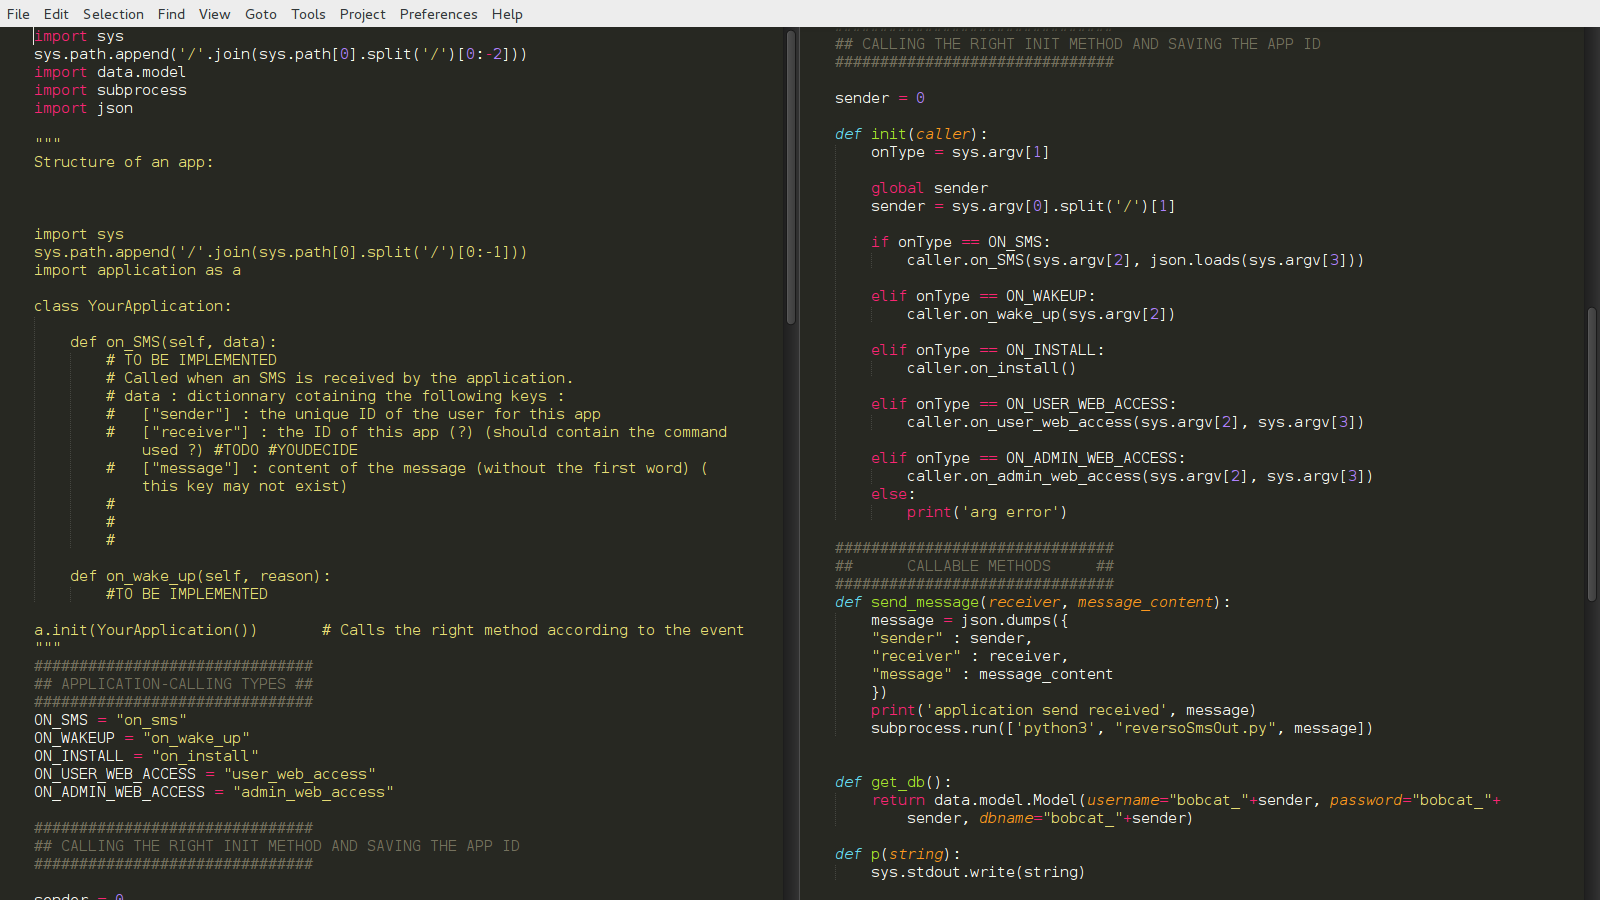 File Edit Selection Find View Goto Tools Project Preferences Help
import sys
sys.path.append('/'.join(sys.path[0].split('/')[0:-2]))
import data.model
import subprocess
import json
"""
Structure of an app:
import sys
sys.path.append('/'.join(sys.path[0].split('/')[0:-1]))
import application as a
class YourApplication:
def on_SMS(self, data):
# TO BE IMPLEMENTED
# Called when an SMS is received by the application.
# data : dictionnary cotaining the following keys :
#   ["sender"] : the unique ID of the user for this app
#   ["receiver"] : the ID of this app (?) (should contain the command
used ?) #TODO #YOUDECIDE
#   ["message"] : content of the message (without the first word) (
this key may not exist)
#
#
#
def on_wake_up(self, reason):
#TO BE IMPLEMENTED
a.init(YourApplication())       # Calls the right method according to the event
"""
###############################
## APPLICATION-CALLING TYPES ##
###############################
ON_SMS = "on_sms"
ON_WAKEUP = "on_wake_up"
ON_INSTALL = "on_install"
ON_USER_WEB_ACCESS = "user_web_access"
ON_ADMIN_WEB_ACCESS = "admin_web_access"
###############################
## CALLING THE RIGHT INIT METHOD AND SAVING THE APP ID
###############################
sender = 0
## CALLING THE RIGHT INIT METHOD AND SAVING THE APP ID
###############################
sender = 0
def init(caller):
onType = sys.argv[1]
global sender
sender = sys.argv[0].split('/')[1]
if onType == ON_SMS:
caller.on_SMS(sys.argv[2], json.loads(sys.argv[3]))
elif onType == ON_WAKEUP:
caller.on_wake_up(sys.argv[2])
elif onType == ON_INSTALL:
caller.on_install()
elif onType == ON_USER_WEB_ACCESS:
caller.on_user_web_access(sys.argv[2], sys.argv[3])
elif onType == ON_ADMIN_WEB_ACCESS:
caller.on_admin_web_access(sys.argv[2], sys.argv[3])
else:
print('arg error')
###############################
##      CALLABLE METHODS     ##
###############################
def send_message(receiver, message_content):
message = json.dumps({
"sender" : sender,
"receiver" : receiver,
"message" : message_content
})
print('application send received', message)
subprocess.run(['python3', "reversoSmsOut.py", message])
def get_db():
return data.model.Model(username="bobcat_"+sender, password="bobcat_"+
sender, dbname="bobcat_"+sender)
def p(string):
sys.stdout.write(string)